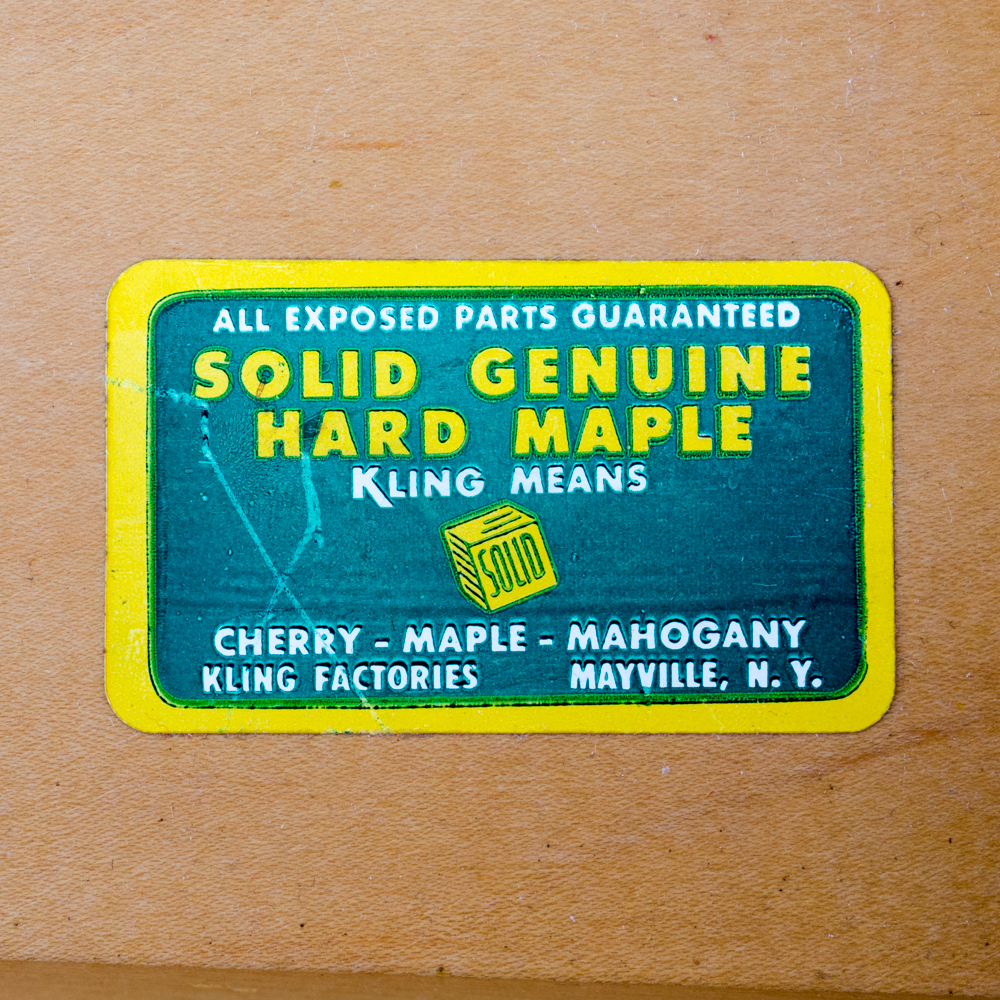 ALL EXPOSED PARTS GUARANTEED
SOLID GENUINE
HARD MAPLE
KLING MEANS
SOLID
CHERRY - MAPLE - MAHOGANY
KLING FACTORIES MAYVILLE, N. Y.